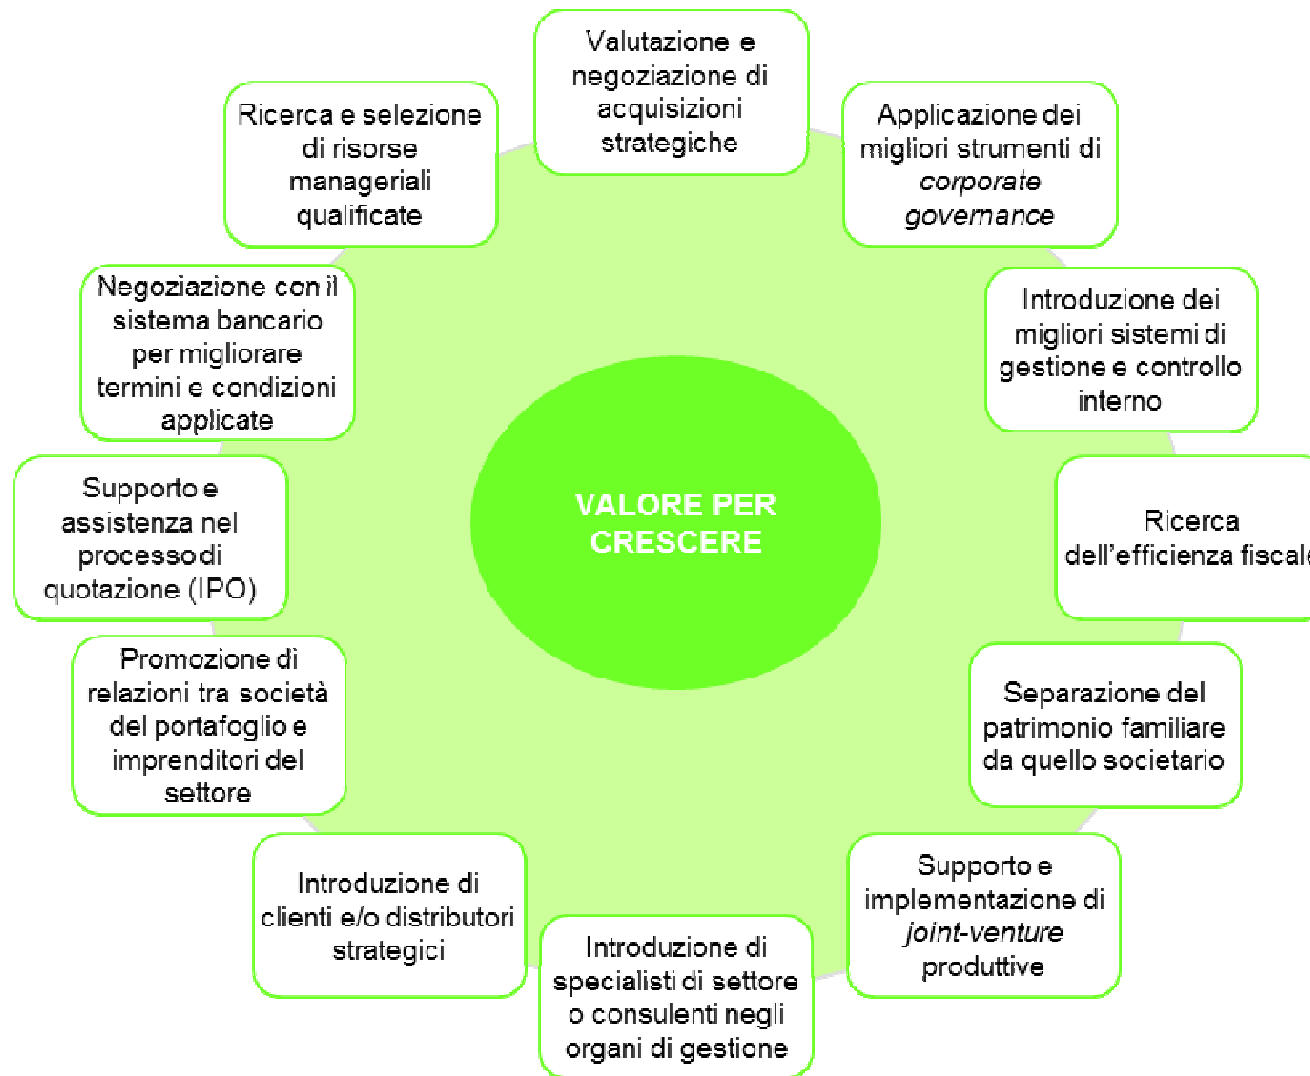 Valutazione e
negoziazione di
acquisizioni
strategiche
Applicazione dei
migliori strumenti di
corporate
governance
Introduzione dei
migliori sistemi di
gestione e controllo
interno
Ricerca
dell'efficienza fiscale
Separazione del
patrimonio familiare
da quello societario
Supporto e
implementazione di
joint-venture
produttive
Introduzione di
specialisti di settore
o consulenti negli
organi di gestione
Introduzione di
clienti e/o distributori
strategici
Promozione di
relazioni tra società
del portafoglio e
imprenditori del
settore
Supporto e
assistenza nel
processo di
quotazione (IPO)
Negoziazione con il
sistema bancario
per migliorare
termini e condizioni
applicate
Ricerca e selezione
di risorse
manageriali
qualificate
VALORE PER
CRESCERE